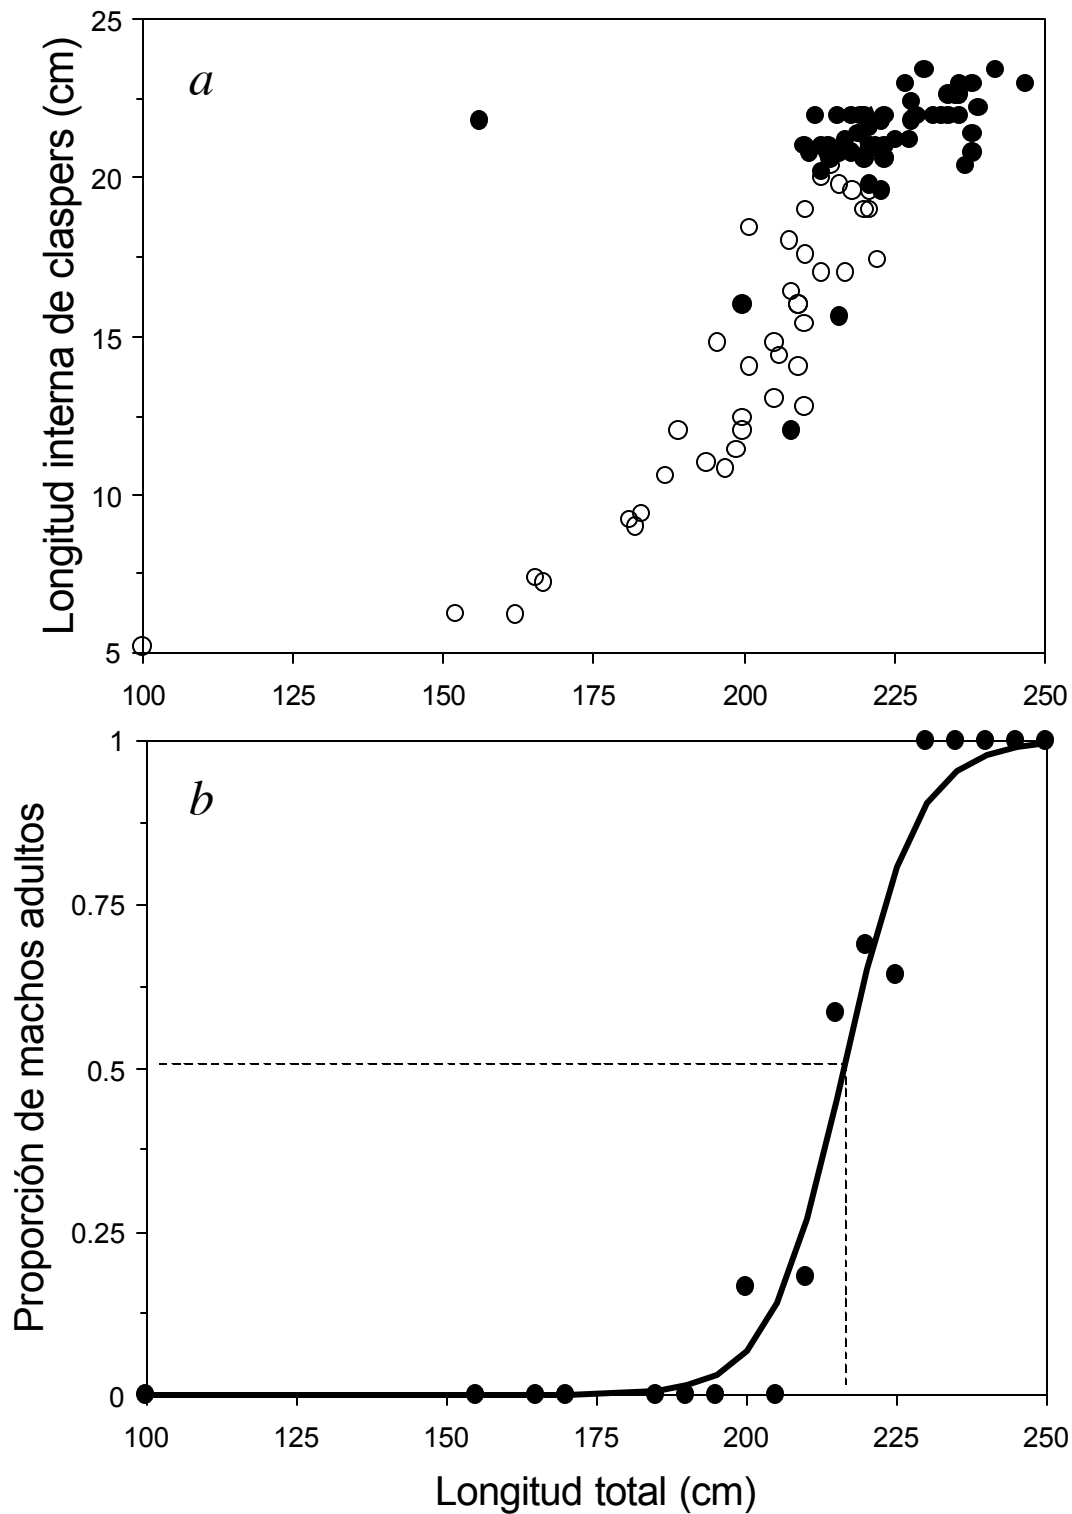 25
20
15
10
5
Longitud interna de claspers (cm)
a
100 125 150 175 200 225 250
1
0.75
0.5
0.25
0
Proporción de machos adultos
b
100 125 150 175 200 225 250
Longitud total (cm)